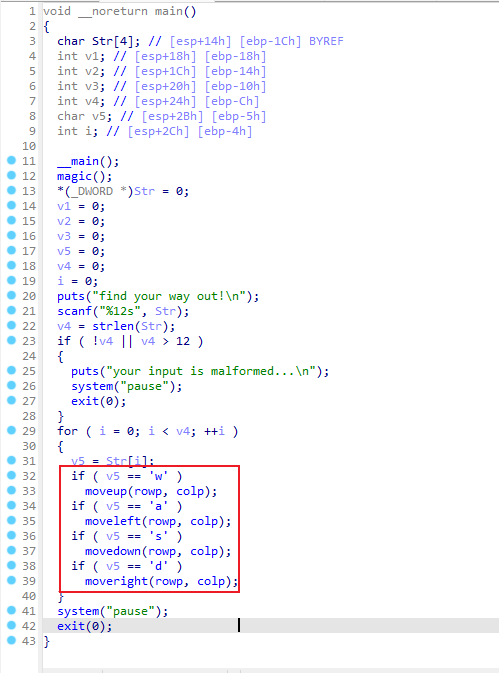 1 void __noreturn main()
2 {
3 char Str[4]; // [esp+14h] [ebp-1Ch] BYREF
4 int v1; // [esp+18h] [ebp-18h]
5 int v2; // [esp+1Ch] [ebp-14h]
6 int v3; // [esp+20h] [ebp-10h]
7 int v4; // [esp+24h] [ebp-Ch]
8 char v5; // [esp+2Bh] [ebp-5h]
9 int i; // [esp+2Ch] [ebp-4h]
10
11 __main();
12 magic();
13 *(_DWORD *)Str = 0;
14 v1 = 0;
15 v2 = 0;
16 v3 = 0;
17 v5 = 0;
18 v4 = 0;
19 i = 0;
20 puts("find your way out!\n");
21 scanf("%12s", Str);
22 v4 = strlen(Str);
23 if ( !v4 || v4 > 12 )
24 {
25 puts("your input is malformed...\n");
26 system("pause");
27 exit(0);
28 }
29 for ( i = 0; i < v4; ++i )
30 {
31 v5 = Str[i];
32 if ( v5 == 'w' )
33 moveup(rowp, colp);
34 if ( v5 == 'a' )
35 moveleft(rowp, colp);
36 if ( v5 == 's' )
37 movedown(rowp, colp);
38 if ( v5 == 'd' )
39 moveright(rowp, colp);
40 }
41 system("pause");
42 exit(0);
43 }